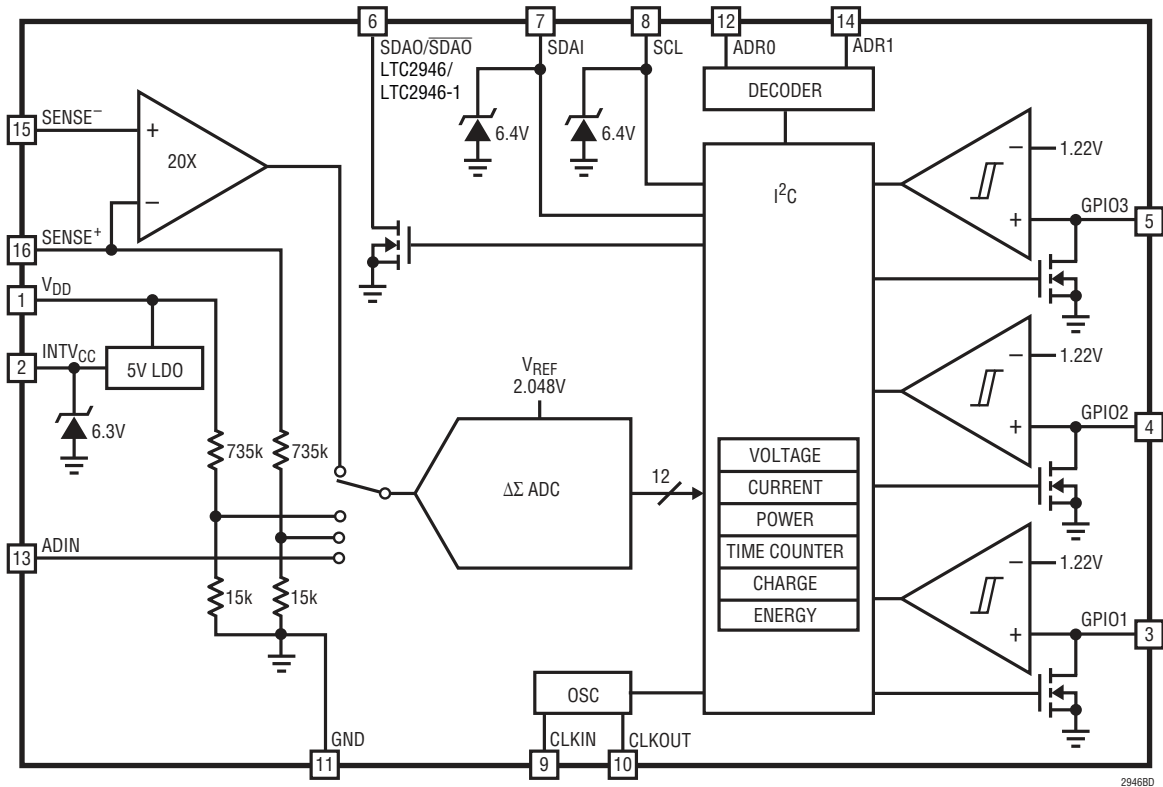 6
7
8
12
14
SDAO/SDAO
LTC2946/
LTC2946-1
SDAI
SCL
ADR0
ADR1
DECODER
15
SENSE–
+
20X
–
16
SENSE+
6.4V
6.4V
I2C
–
1.22V
+
GPIO3
5
1
VDD
2
INTVCC
5V LDO
6.3V
–
1.22V
+
GPIO2
4
VREF
2.048V
735k
735k
ΔΣ ADC
12
VOLTAGE
CURRENT
POWER
TIME COUNTER
CHARGE
ENERGY
13
ADIN
15k
15k
–
1.22V
+
GPIO1
3
OSC
GND
11
CLKIN
9
CLKOUT
10
2946BD